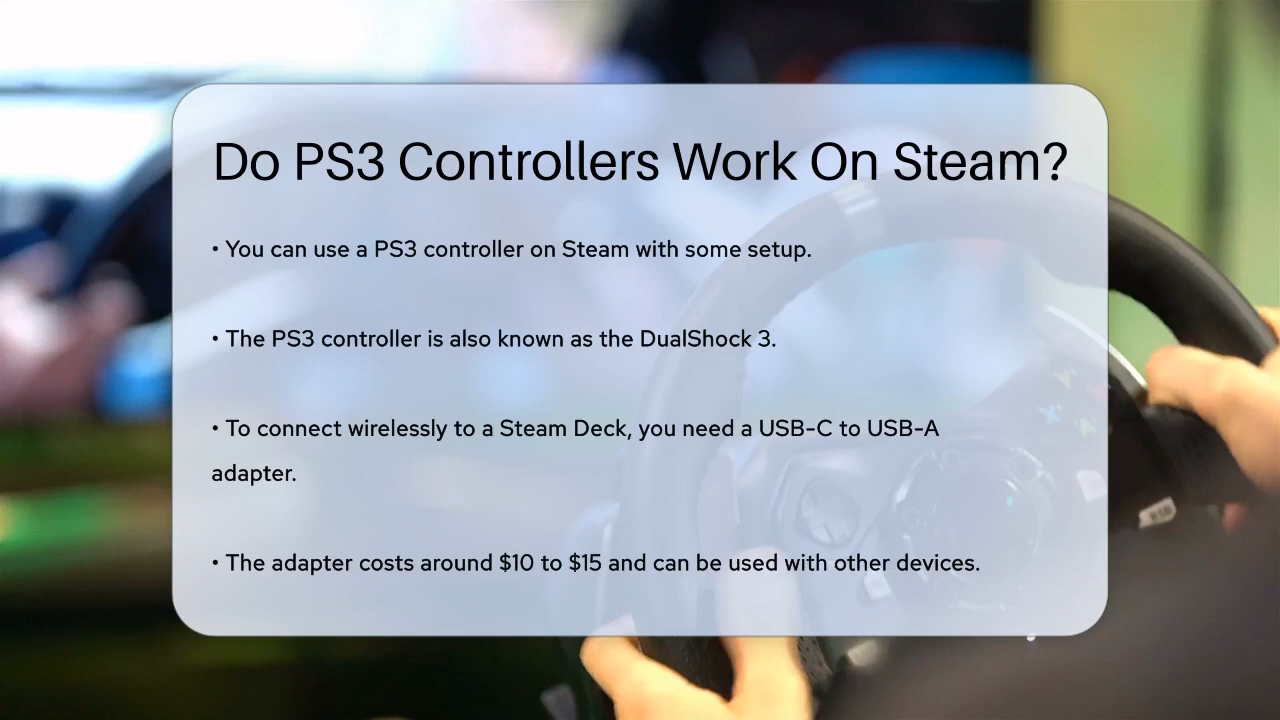 Do PS3 Controllers Work On Steam?
• You can use a PS3 controller on Steam with some setup.
• The PS3 controller is also known as the DualShock 3.
• To connect wirelessly to a Steam Deck, you need a USB-C to USB-A
adapter.
• The adapter costs around $10 to $15 and can be used with other devices.